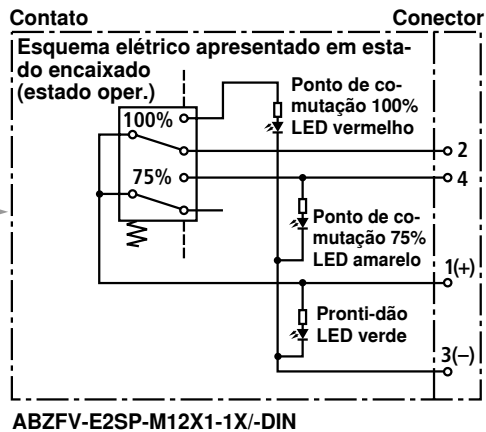 Contato
Conector
Esquema elétrico apresentado em esta-
do encaixado
(estado oper.)
Ponto de co-
mutação 100%
LED vermelho
100%
2
75%
4
Ponto de co-
mutação 75%
LED amarelo
1(+)
Pronti-dão
LED verde
3(–)
ABZFV-E2SP-M12X1-1X/-DIN